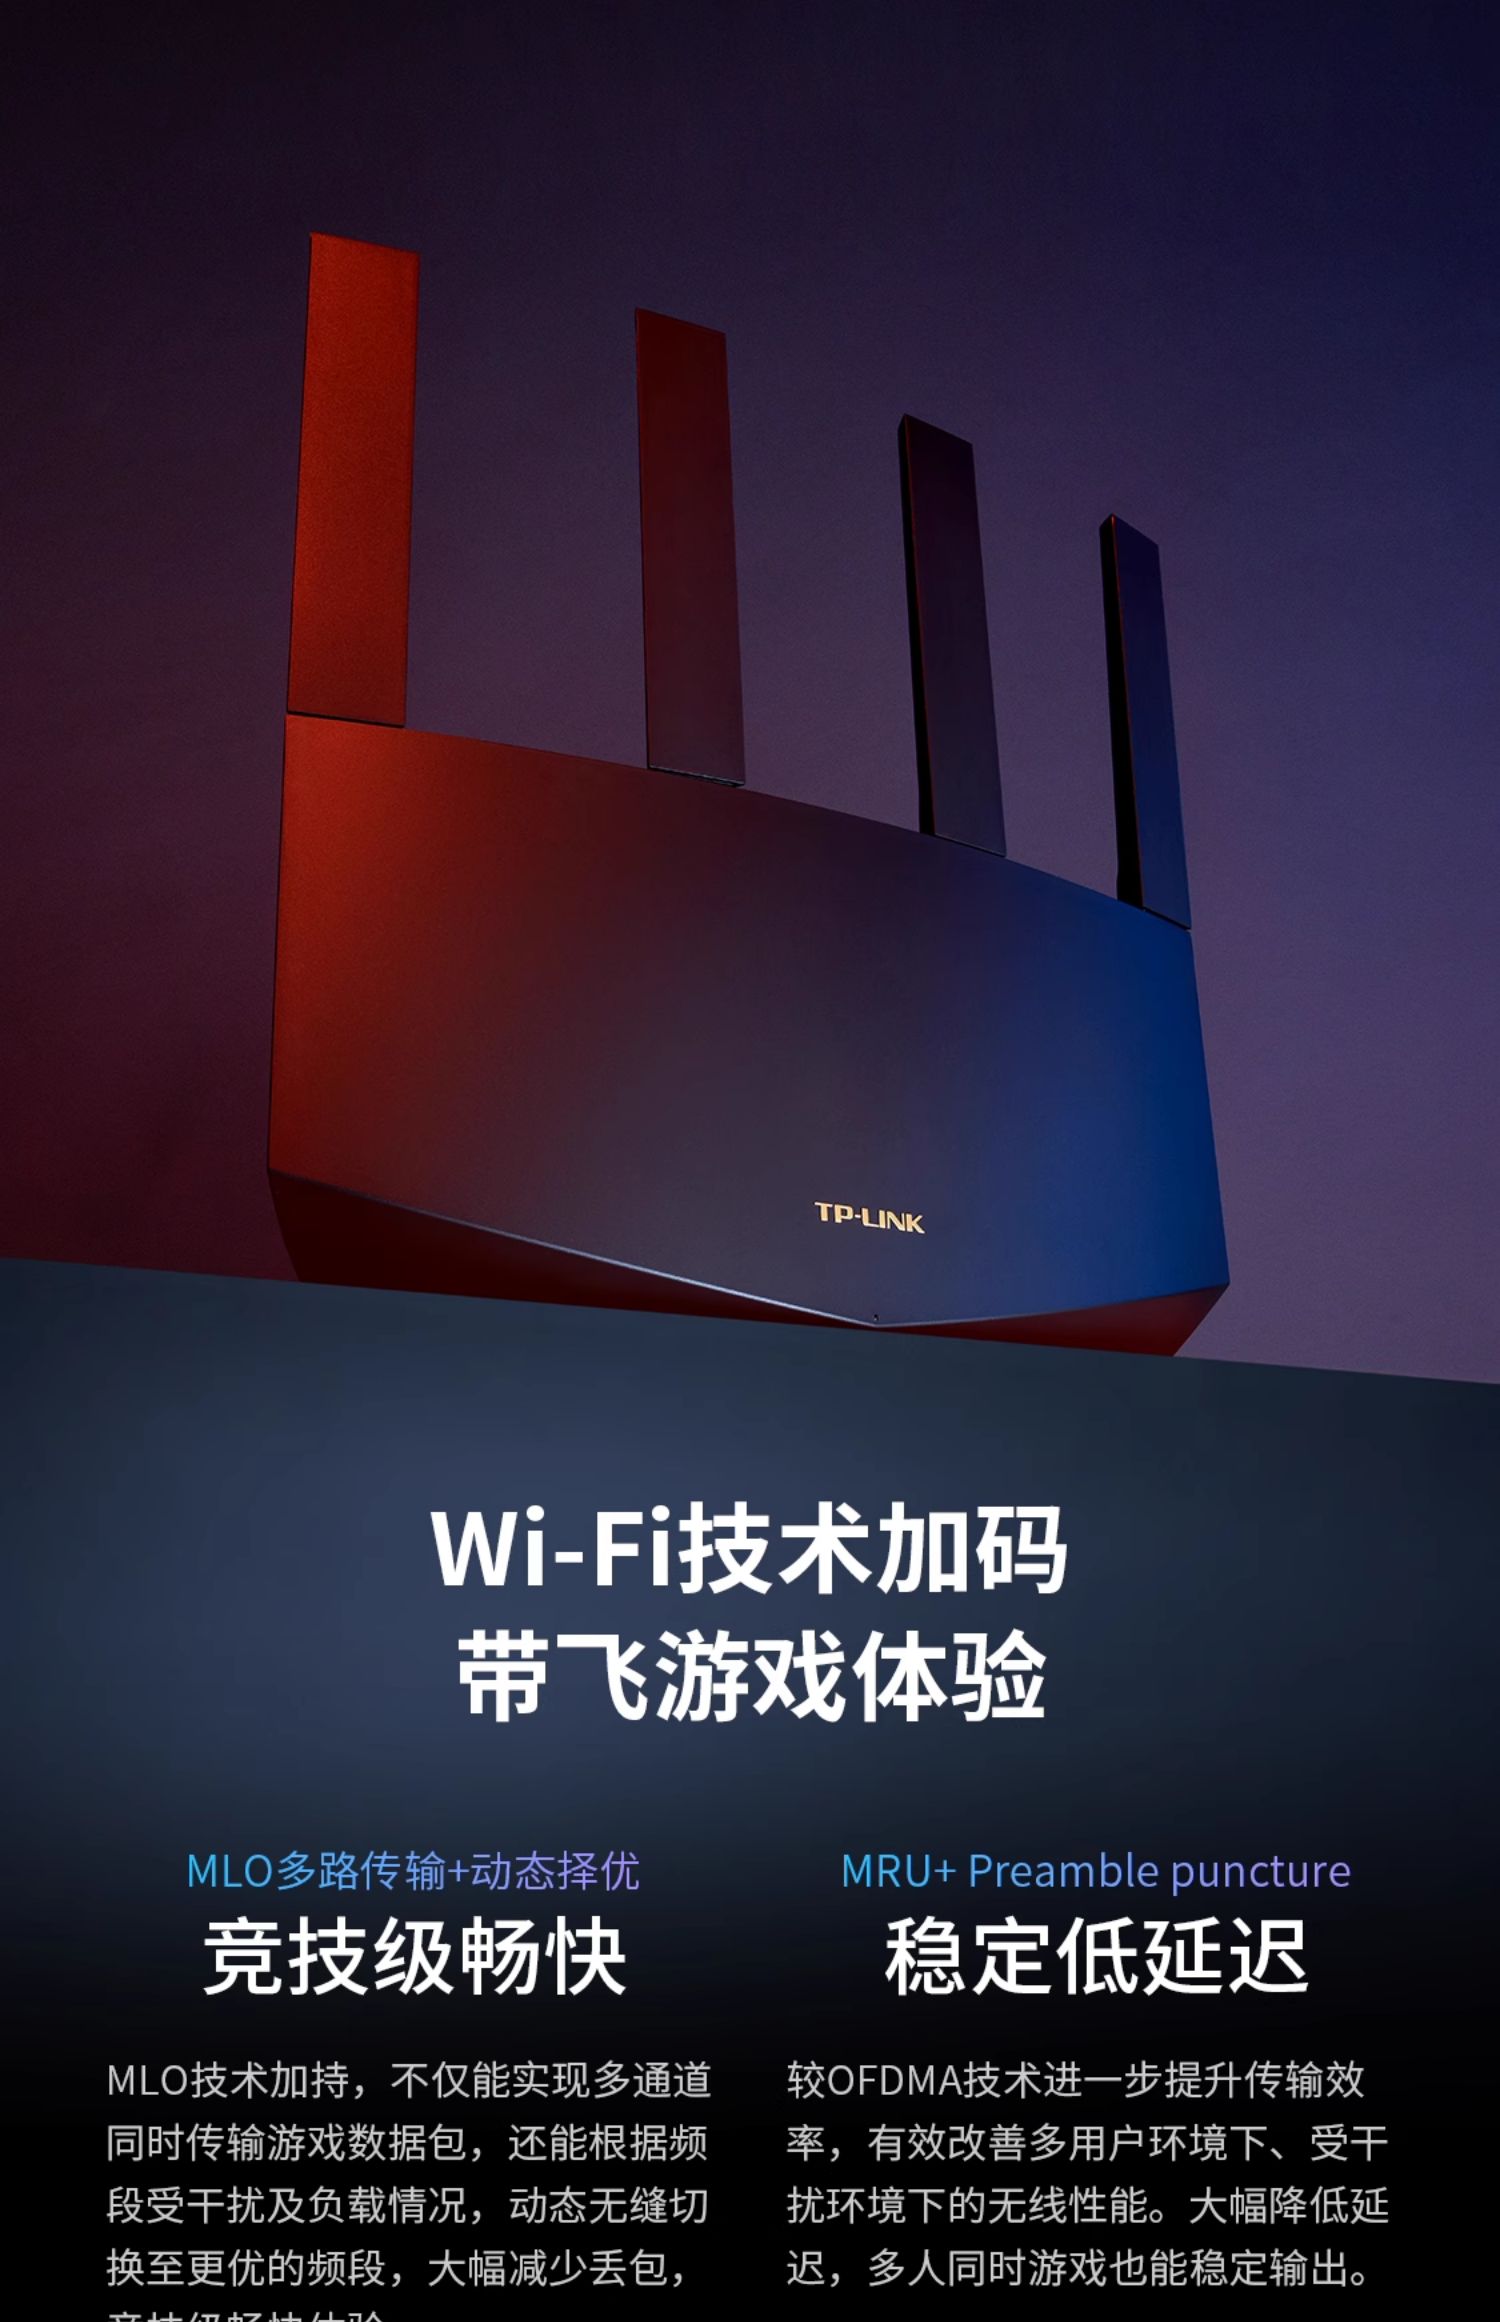 TP-LINK
Wi-Fi技术加码
带飞游戏体验
MLO多路传输+动态择优
竞技级畅快
MLO技术加持，不仅能实现多通道
同时传输游戏数据包，还能根据频
段受干扰及负载情况，动态无缝切
换至更优的频段，大幅减少丢包，
MRU+ Preamble puncture
稳定低延迟
较OFDMA技术进一步提升传输效
率，有效改善多用户环境下、受干
扰环境下的无线性能。大幅降低延
迟，多人同时游戏也能稳定输出。